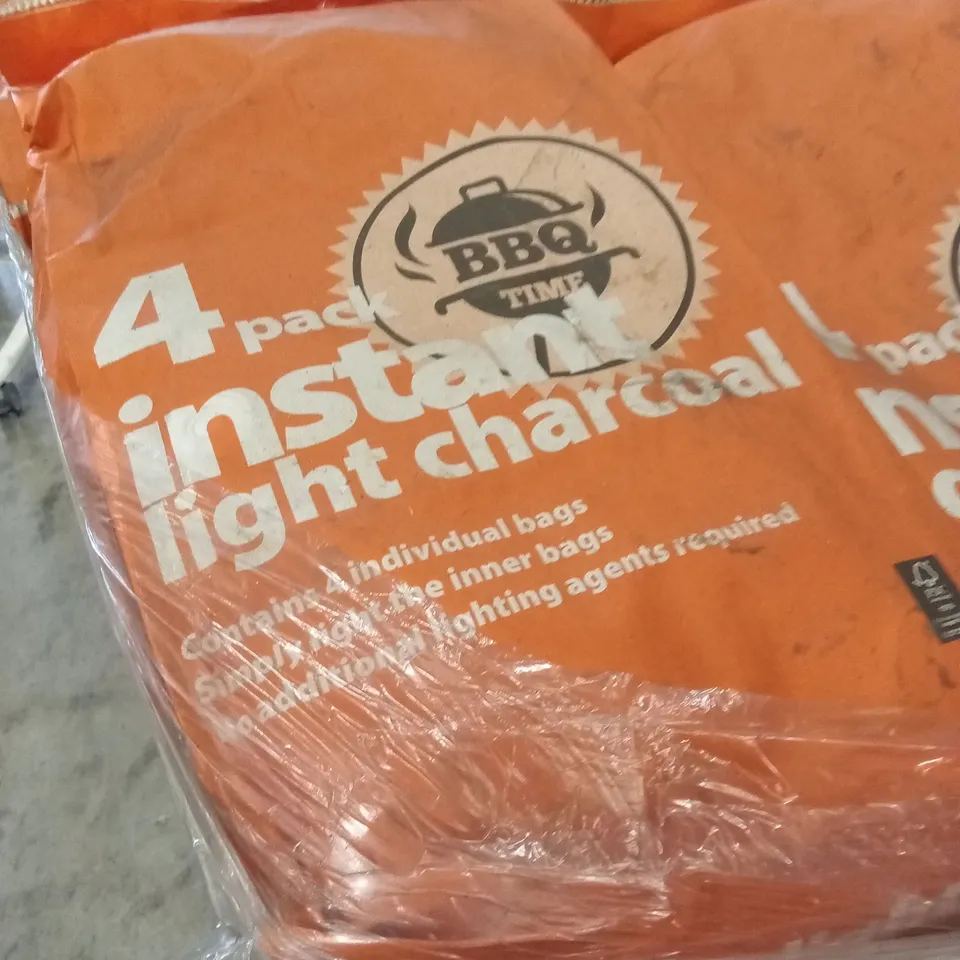 BBQ
TIME
4 pack
instant
light charcoal
Contains 4 individual bags
Simply light the inner bags
No additional lighting agents required